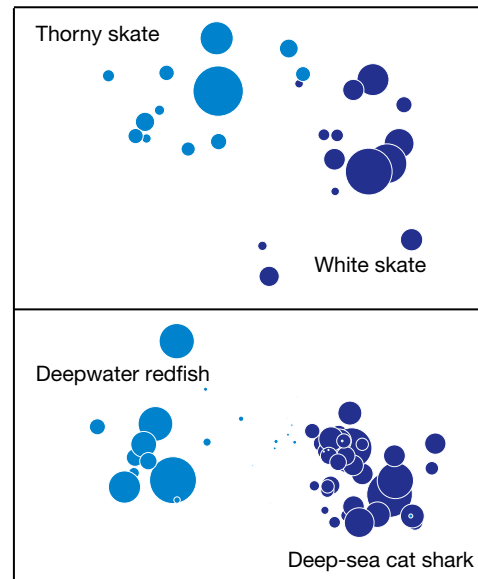 Thorny skate
White skate
Deepwater redfish
Deep-sea cat shark